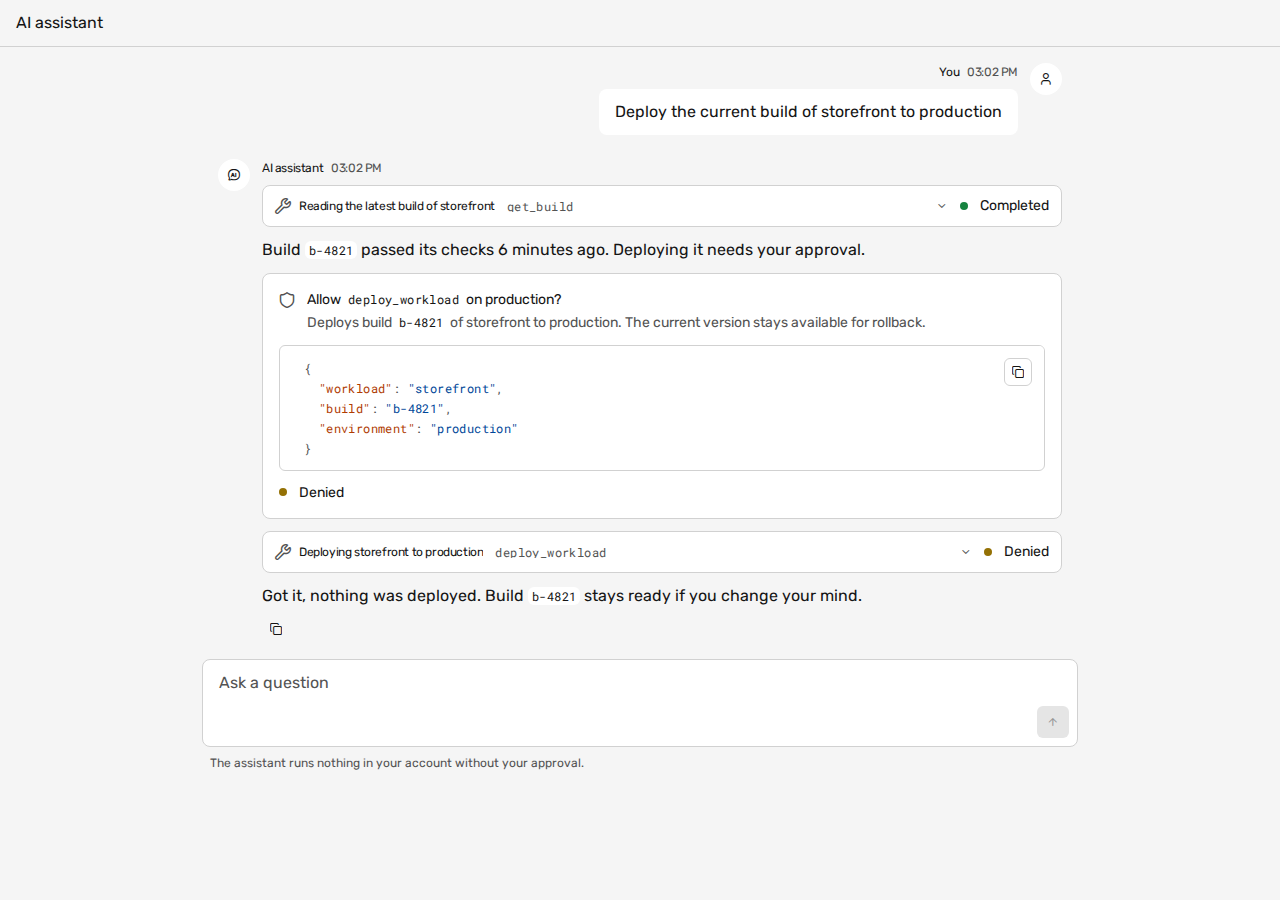 AI assistant
You 03:02 PM
Deploy the current build of storefront to production
AI
AI assistant 03:02 PM
Reading the latest build of storefront get_build Completed
Build b-4821 passed its checks 6 minutes ago. Deploying it needs your approval.
Allow deploy_workload on production?
Deploys build b-4821 of storefront to production. The current version stays available for rollback.
{
"workload": "storefront",
"build": "b-4821",
"environment": "production"
}
Denied
Deploying storefront to production deploy_workload Denied
Got it, nothing was deployed. Build b-4821 stays ready if you change your mind.
Ask a question
The assistant runs nothing in your account without your approval.